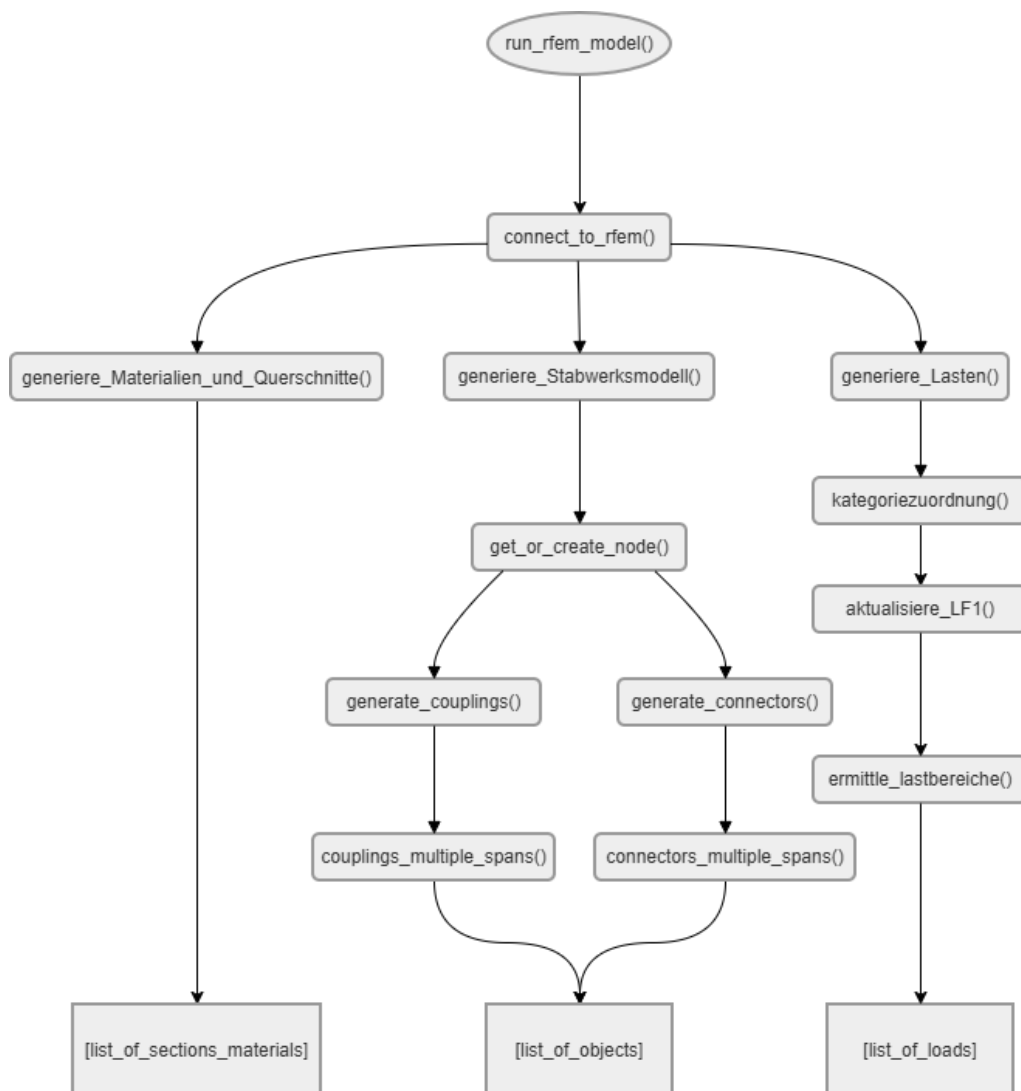 run_rfem_model()
connect_to_rfem()
generiere_Materialien_und_Querschnitte()
generiere_Stabwerksmodell()
generiere_Lasten()
kategoriezuordnung()
get_or_create_node()
aktualisiere_LF1()
generate_couplings()
generate_connectors()
ermittle_lastbereiche()
couplings_multiple_spans()
connectors_multiple_spans()
[list_of_sections_materials]
[list_of_objects]
[list_of_loads]